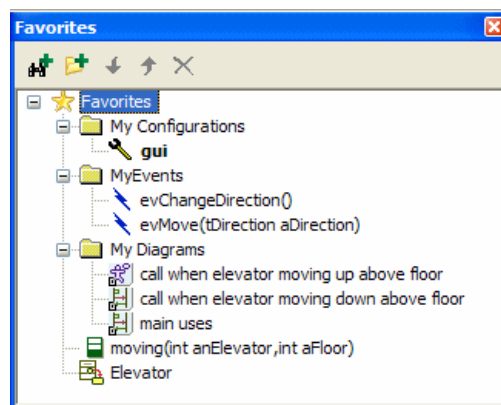 Favorites
Favorites
My Configurations
gui
MyEvents
evChangeDirection()
evMove(tDirection aDirection)
My Diagrams
call when elevator moving up above floor
call when elevator moving down above floor
main uses
moving(int anElevator,int aFloor)
Elevator